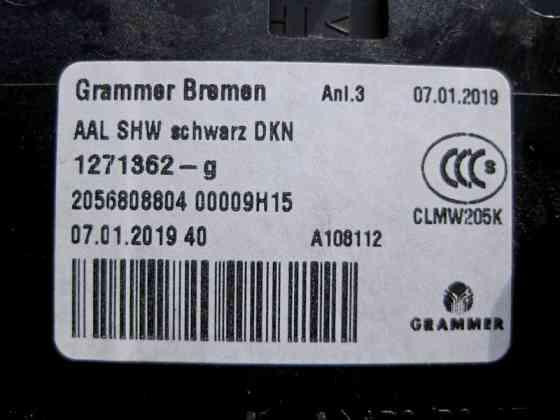 Grammer Bremen Anl.3 07.01.2019
AAL SHW schwarz DKN
1271362-g
2056808804 00009H15
CCC S
CLMW205K
07.01.2019 40 A108112
GRAMMER